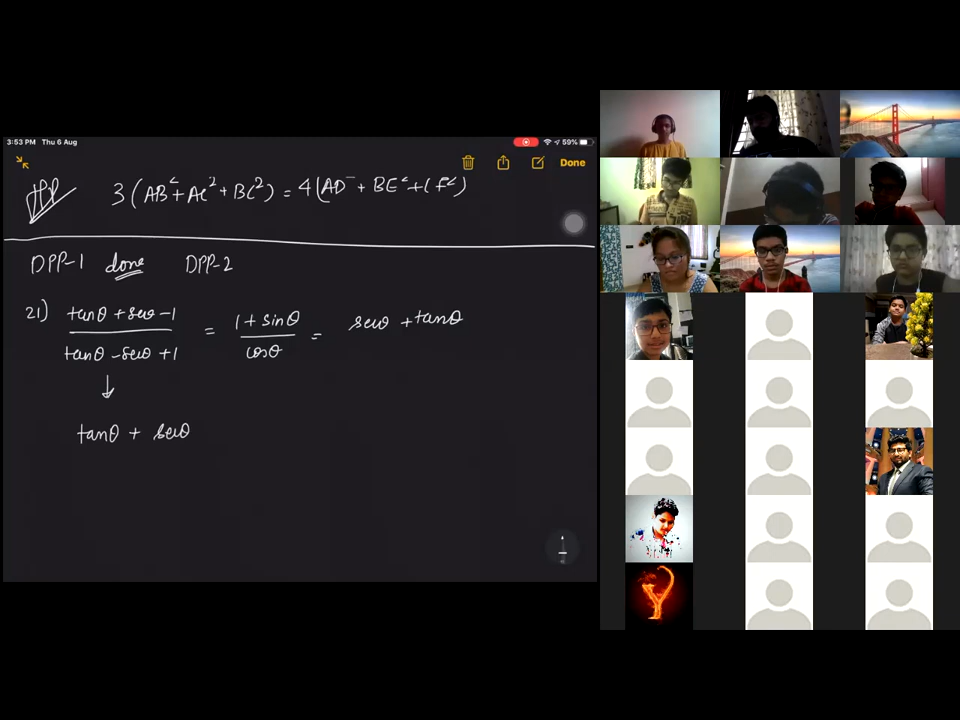 3:53 PM Thu 6 Aug 59%
Done
3(AB²+AC²+BC²)=4(AD¯+BE²+CF²)
DPP-1 done DPP-2
21) tanθ + secθ -1 / tanθ -secθ +1 = 1 + sinθ / cosθ = secθ + tanθ
↓
tanθ + secθ